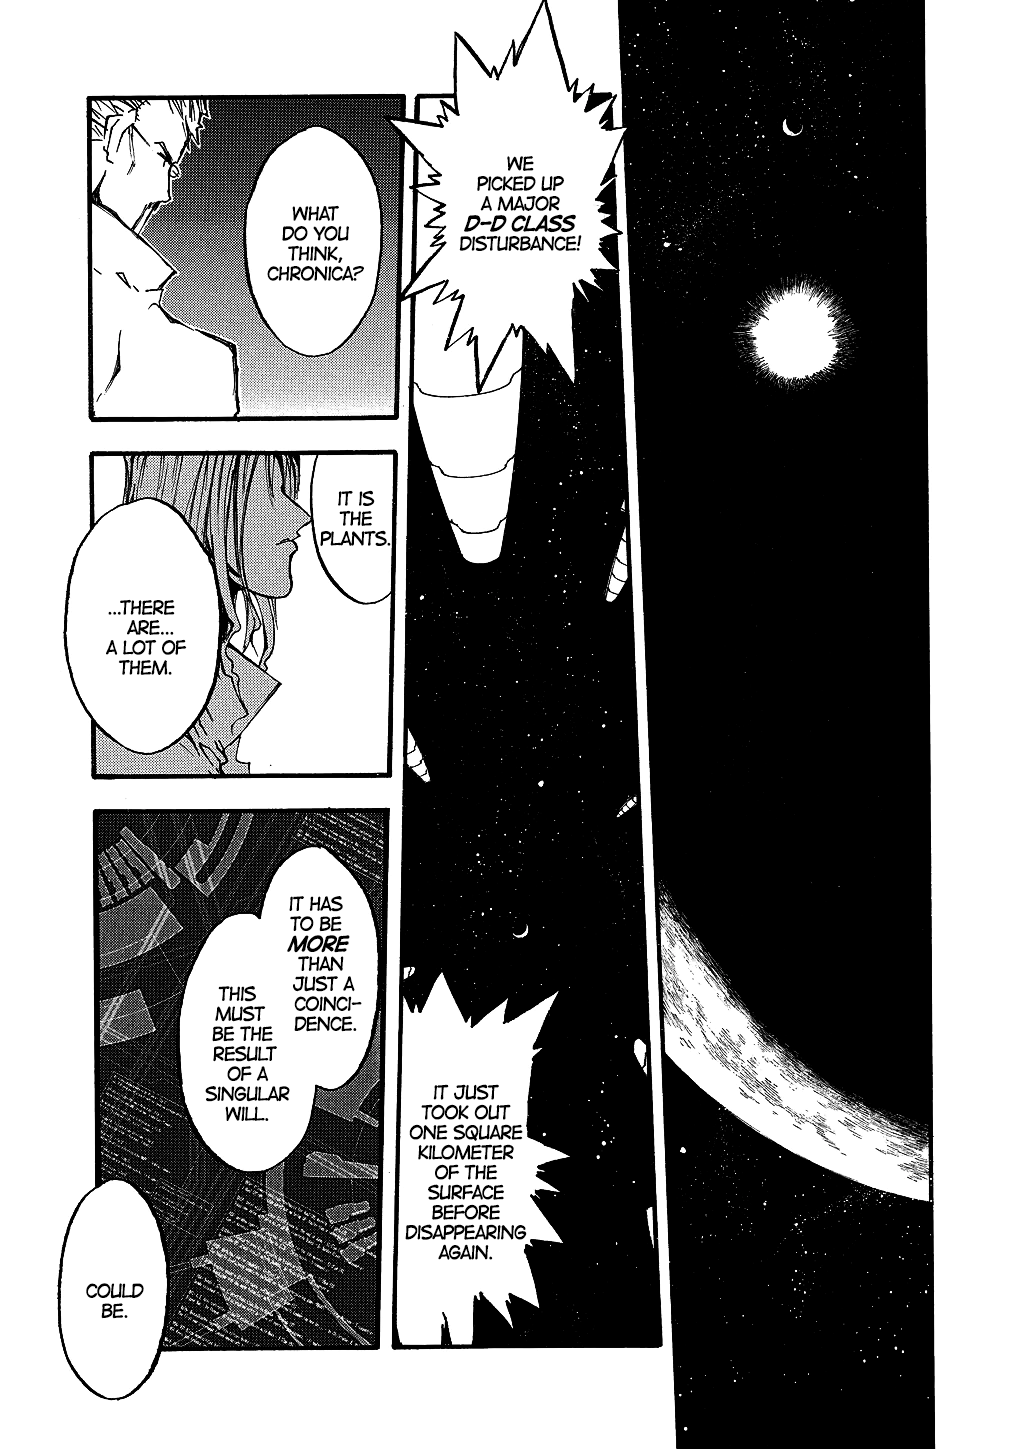 WE
PICKED UP
A MAJOR
D-D CLASS
DISTURBANCE!
IT JUST
TOOK OUT
ONE SQUARE
KILOMETER
OF THE
SURFACE
BEFORE
DISAPPEARING
AGAIN.
WHAT
DO YOU
THINK,
CHRONICA?
IT IS
THE
PLANTS.
...THERE
ARE...
A LOT OF
THEM.
IT HAS
TO BE
MORE
THAN
JUST A
COINCI-
DENCE.
THIS
MUST
BE THE
RESULT
OF A
SINGULAR
WILL.
COULD
BE.